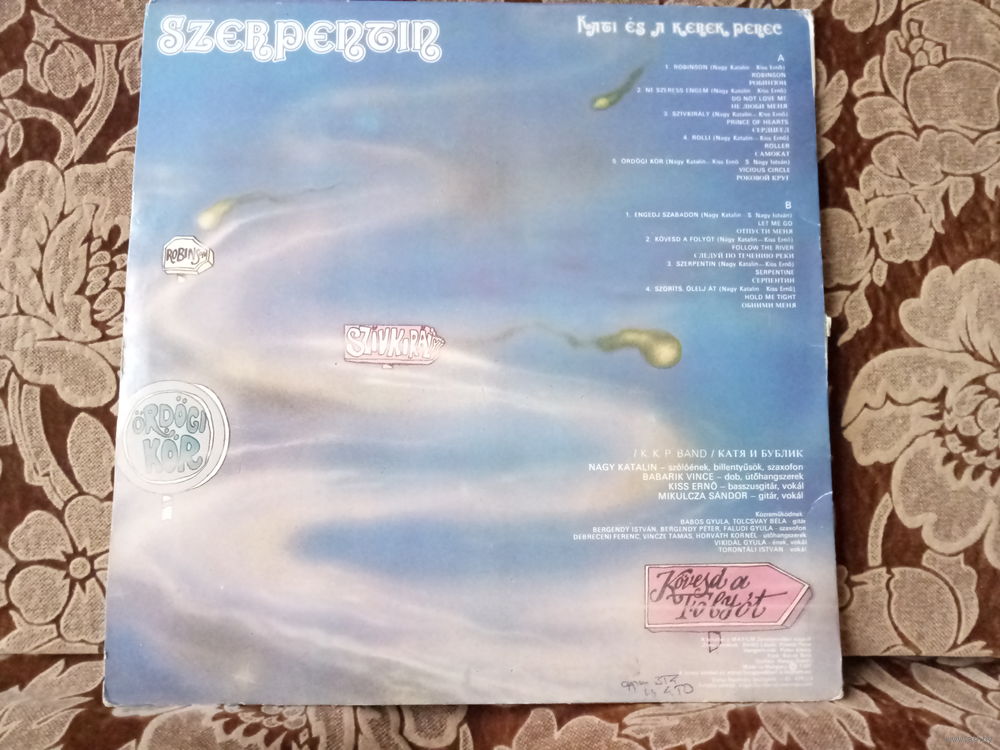 SZERPENTIN
KATI ÉS A KEREK PEREC
A
1. ROBINSON (Nagy Katalin Kiss Ernő)
ROBINSON
РОБИНЗОН
2. NE SZERESS ENGEM (Nagy Katalin Kiss Ernő)
DO NOT LOVE ME
НЕ ЛЮБИ МЕНЯ
3. SZÍVKIRÁLY (Nagy Katalin – Kiss Ernő)
PRINCE OF HEARTS
СЕРДЦЕЕД
4. ROLLI (Nagy Katalin – Kiss Ernő)
ROLLER
САМОКАТ
5. ÖRDÖGI KÖR (Nagy Katalin – Kiss Ernő S. Nagy István)
VICIOUS CIRCLE
РОКОВОЙ КРУГ
B
1. ENGEDJ SZABADON (Nagy Katalin S. Nagy István)
LET ME GO
ОТПУСТИ МЕНЯ
2. KÖVESD A FOLYÓT (Nagy Katalin – Kiss Ernő)
FOLLOW THE RIVER
СЛЕДУЙ ПО ТЕЧЕНИЮ РЕКИ
3. SZERPENTIN (Nagy Katalin – Kiss Ernő)
SERPENTINE
СЕРПЕНТИН
4. SZORÍTS, ÖLELJ ÁT (Nagy Katalin Kiss Ernő)
HOLD ME TIGHT
ОБНИМИ МЕНЯ
ROBINSON
SZÍVKIRÁLY
ÖRDÖGI
KÖR
/ K. K. P. BAND / КАТЯ И БУБЛИК
NAGY KATALIN – szólóének, billentyűsök, szaxofon
BABARIK VINCE – dob, ütőhangszerek
KISS ERNŐ – basszusgitár, vokál
MIKULCZA SÁNDOR – gitár, vokál
Közreműködnek
BABOS GYULA, TOLCSVAY BÉLA – gitár
BERGENDY ISTVÁN, BERGENDY PÉTER, FALUDI GYULA – szaxofon
DEBRECENI FERENC, VINCZE TAMÁS, HORVÁTH KORNÉL – ütőhangszerek
VIKIDÁL GYULA – ének, vokál
TORONTÁLI ISTVÁN vokál
Kövesd a
Folyót